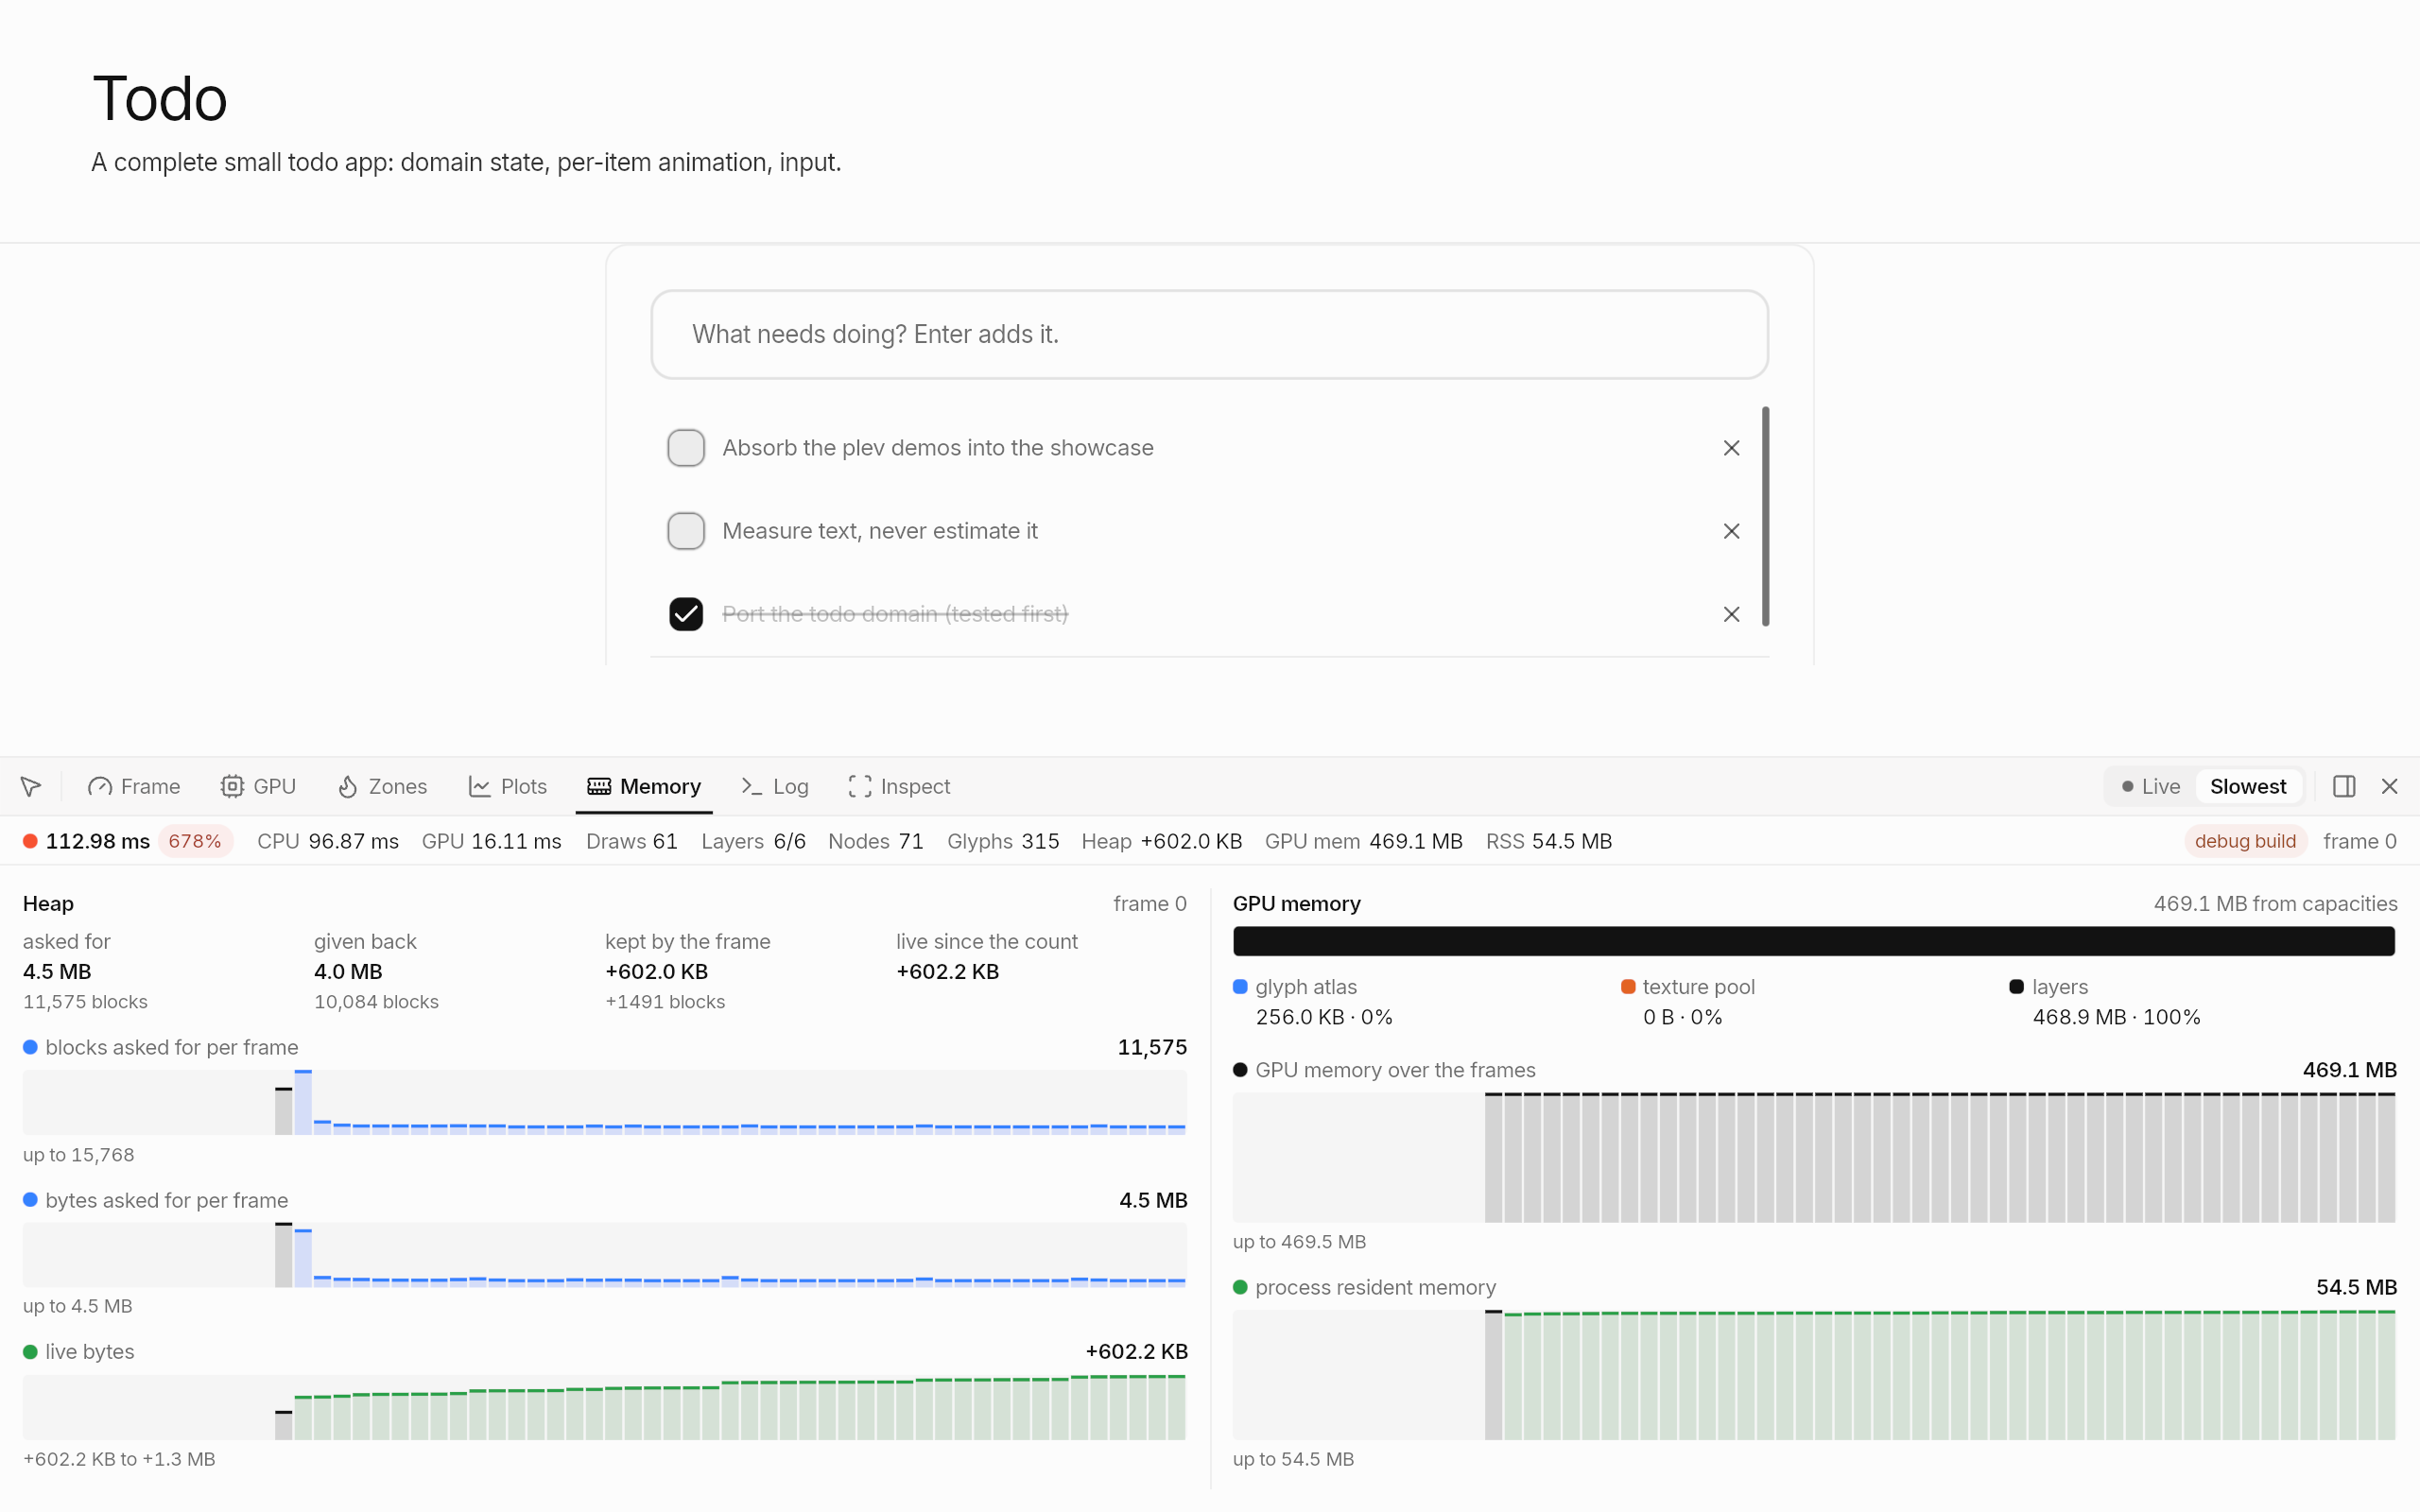 Todo
A complete small todo app: domain state, per-item animation, input.
What needs doing? Enter adds it.
Absorb the plev demos into the showcase
Measure text, never estimate it
Port the todo domain (tested first)
Frame GPU Zones Plots Memory Log Inspect Live Slowest
112.98 ms 678% CPU 96.87 ms GPU 16.11 ms Draws 61 Layers 6/6 Nodes 71 Glyphs 315 Heap +602.0 KB GPU mem 469.1 MB RSS 54.5 MB debug build frame 0
Heap frame 0
asked for given back kept by the frame live since the count
4.5 MB 4.0 MB +602.0 KB +602.2 KB
11,575 blocks 10,084 blocks +1491 blocks
blocks asked for per frame 11,575
up to 15,768
bytes asked for per frame 4.5 MB
up to 4.5 MB
live bytes +602.2 KB
+602.2 KB to +1.3 MB
GPU memory 469.1 MB from capacities
glyph atlas texture pool layers
256.0 KB · 0% 0 B · 0% 468.9 MB · 100%
GPU memory over the frames 469.1 MB
up to 469.5 MB
process resident memory 54.5 MB
up to 54.5 MB